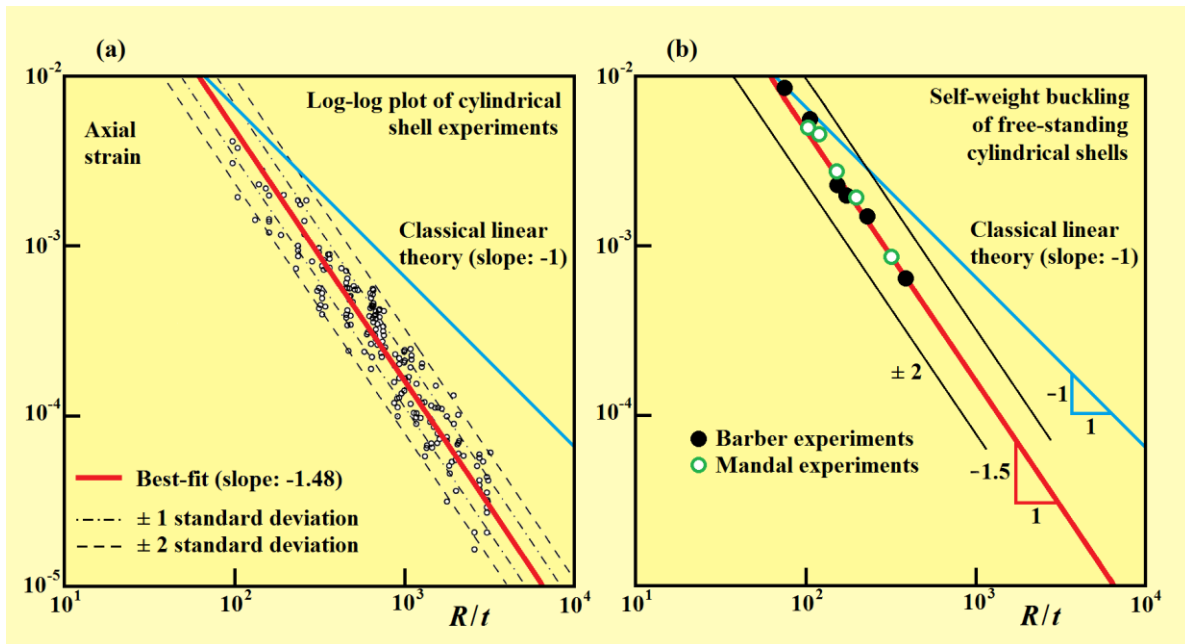 (a)
10^-2
10^-3
10^-4
10^-5
Axial
strain
Log-log plot of cylindrical
shell experiments
Classical linear
theory (slope: -1)
Best-fit (slope: -1.48)
± 1 standard deviation
± 2 standard deviation
10^1
10^2
10^3
10^4
R/t
(b)
10^-2
10^-3
10^-4
10^-5
Self-weight buckling
of free-standing
cylindrical shells
Classical linear
theory (slope: -1)
± 2
−1
1
Barber experiments
Mandal experiments
−1.5
1
10^1
10^2
10^3
10^4
R/t